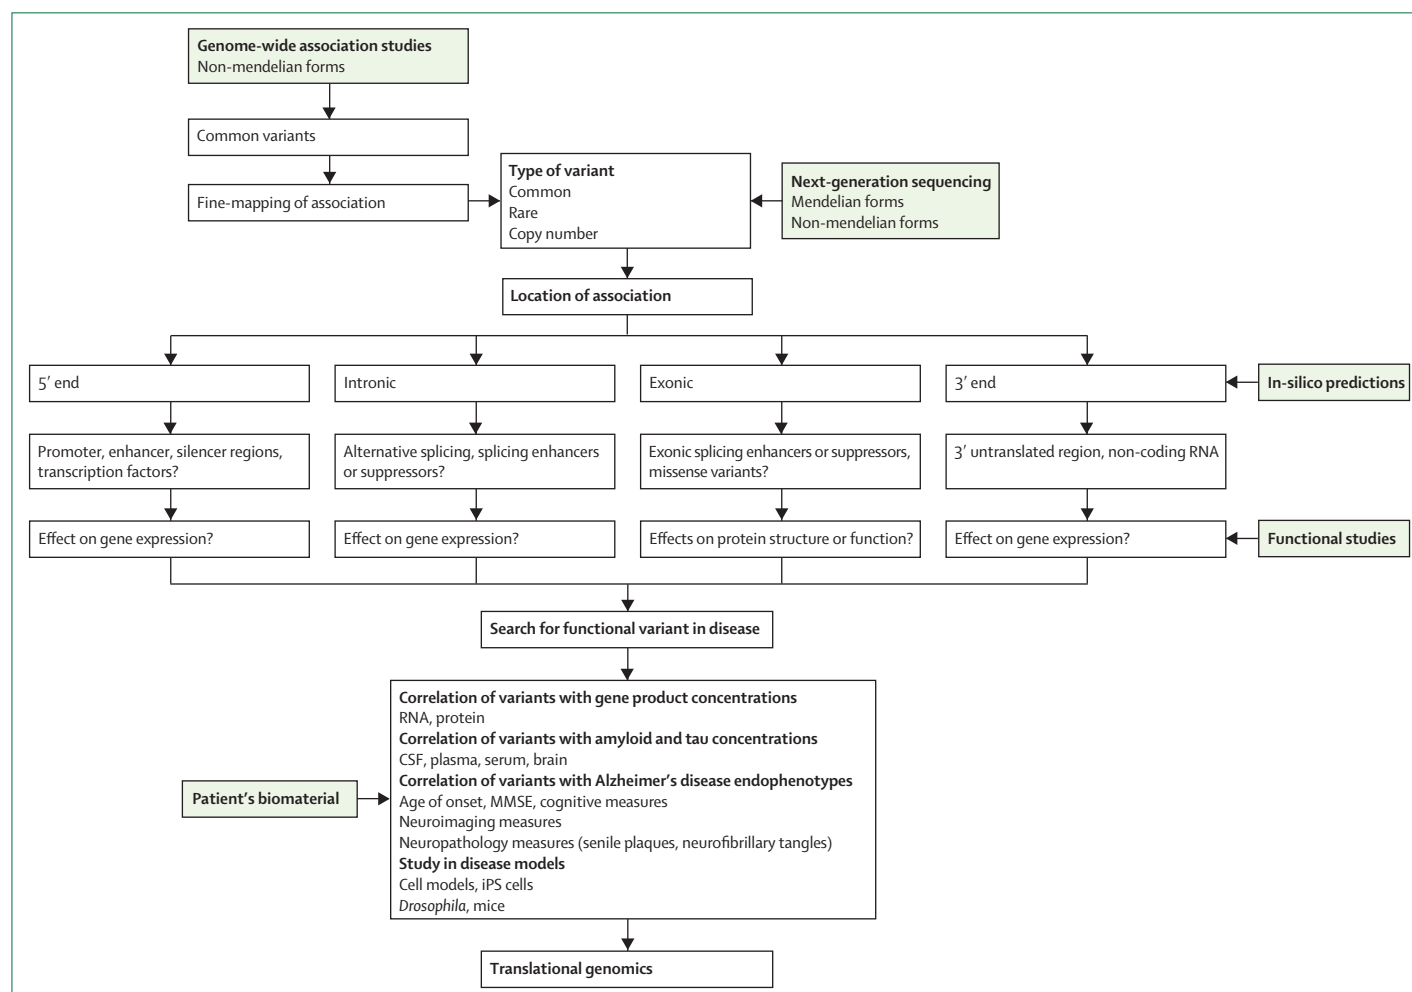 Genome-wide association studies
Non-mendelian forms
Common variants
Fine-mapping of association
Type of variant
Common
Rare
Copy number
Next-generation sequencing
Mendelian forms
Non-mendelian forms
Location of association
5′ end
Intronic
Exonic
3′ end
In-silico predictions
Promoter, enhancer, silencer regions,
transcription factors?
Alternative splicing, splicing enhancers
or suppressors?
Exonic splicing enhancers or suppressors,
missense variants?
3′ untranslated region, non-coding RNA
Effect on gene expression?
Effect on gene expression?
Effects on protein structure or function?
Effect on gene expression?
Functional studies
Search for functional variant in disease
Patient’s biomaterial
Correlation of variants with gene product concentrations
RNA, protein
Correlation of variants with amyloid and tau concentrations
CSF, plasma, serum, brain
Correlation of variants with Alzheimer’s disease endophenotypes
Age of onset, MMSE, cognitive measures
Neuroimaging measures
Neuropathology measures (senile plaques, neurofibrillary tangles)
Study in disease models
Cell models, iPS cells
Drosophila, mice
Translational genomics